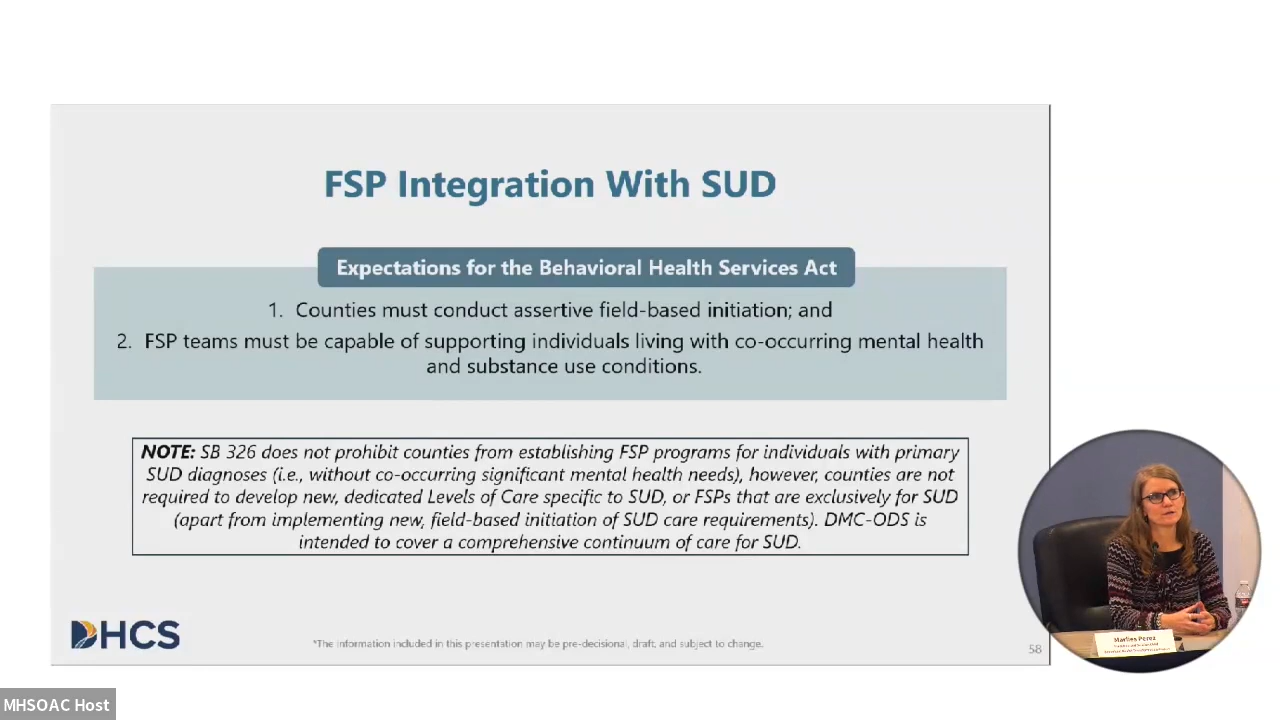 FSP Integration With SUD
Expectations for the Behavioral Health Services Act
1. Counties must conduct assertive field-based initiation; and
2. FSP teams must be capable of supporting individuals living with co-occurring mental health
and substance use conditions.
NOTE: SB 326 does not prohibit counties from establishing FSP programs for individuals with primary
SUD diagnoses (i.e., without co-occurring significant mental health needs), however, counties are not
required to develop new, dedicated Levels of Care specific to SUD, or FSPs that are exclusively for SUD
(apart from implementing new, field-based initiation of SUD care requirements). DMC-ODS is
intended to cover a comprehensive continuum of care for SUD.
DHCS
*The information included in this presentation may be pre-decisional, draft, and subject to change.
58
Marlies Perez
MHSOAC Host